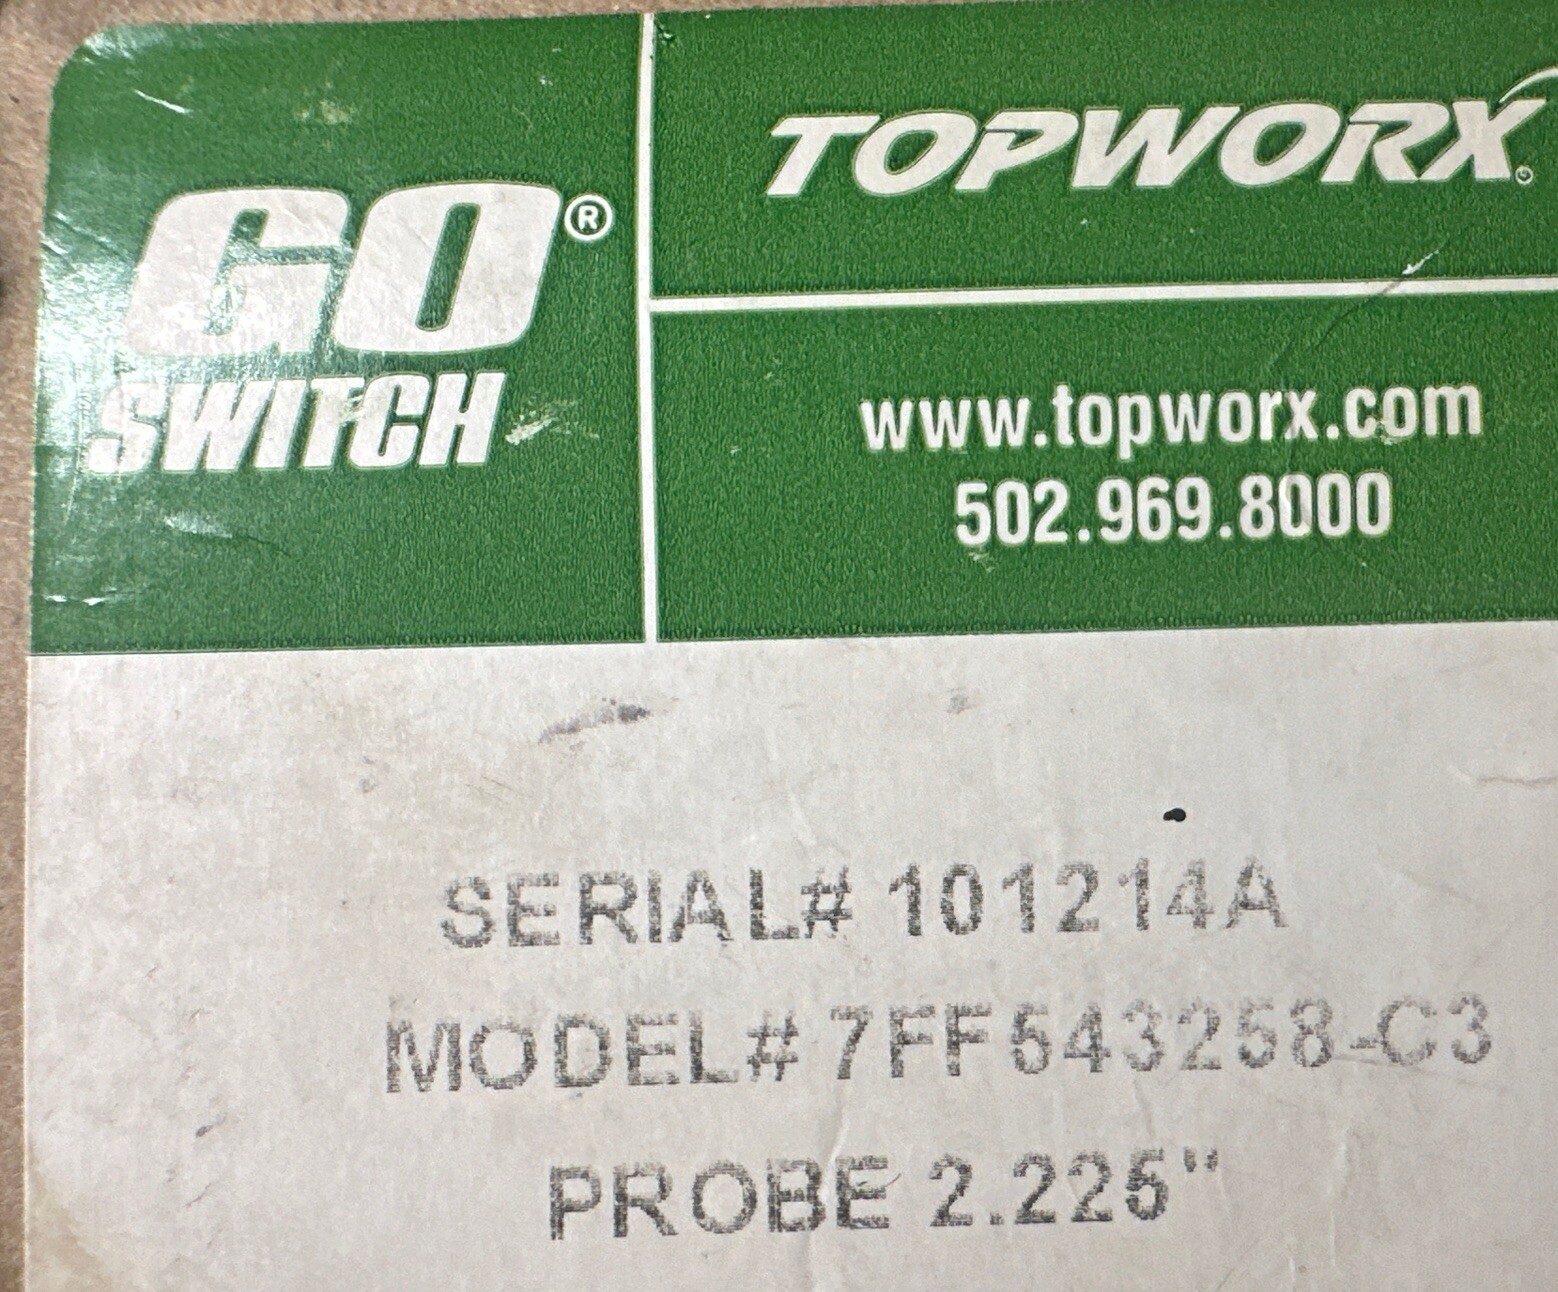 GO®
SWITCH
TOPWORX®
www.topworx.com
502.969.8000
SERIAL# 101214A
MODEL# 7FF543258-C3
PROBE 2.225"